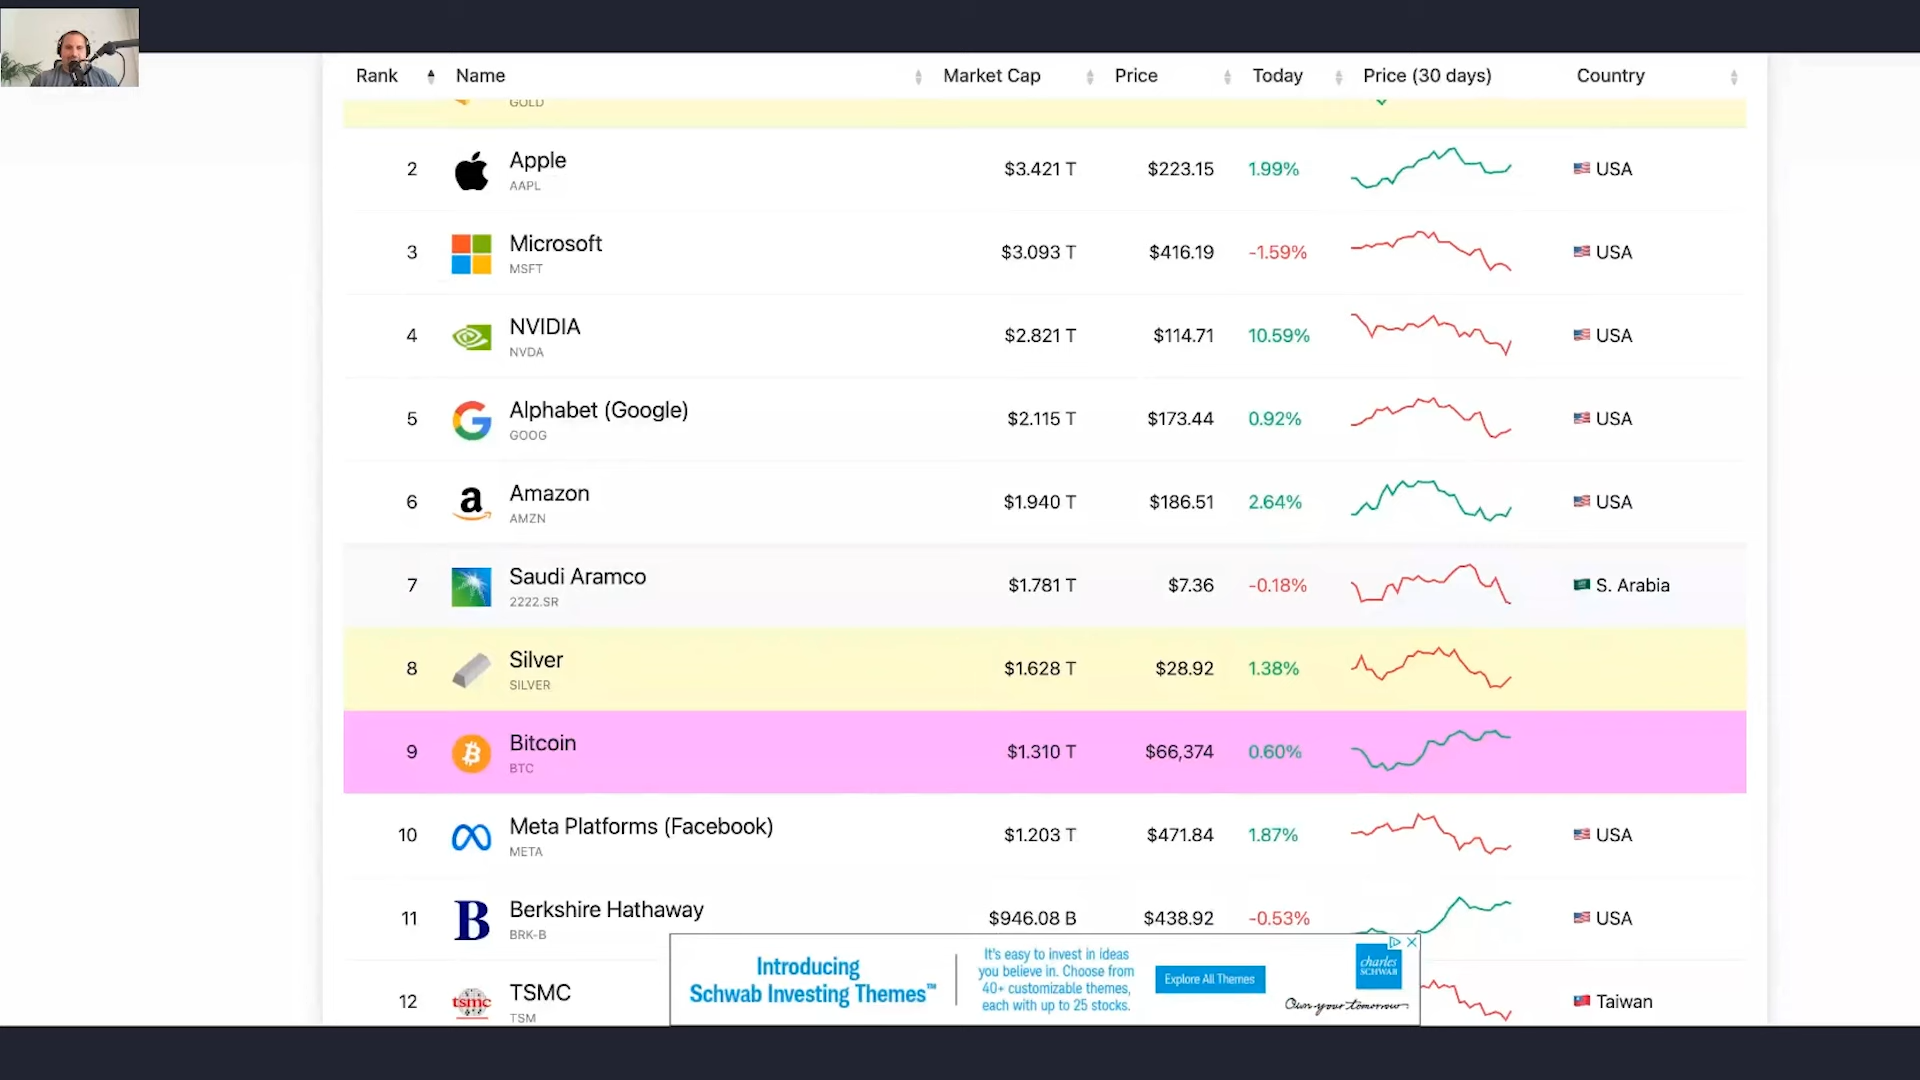 Rank Name Market Cap Price Today Price (30 days) Country
GOLD
2 Apple $3.421 T $223.15 1.99% USA
AAPL
3 Microsoft $3.093 T $416.19 -1.59% USA
MSFT
4 NVIDIA $2.821 T $114.71 10.59% USA
NVDA
5 Alphabet (Google) $2.115 T $173.44 0.92% USA
GOOG
6 Amazon $1.940 T $186.51 2.64% USA
AMZN
7 Saudi Aramco $1.781 T $7.36 -0.18% S. Arabia
2222.SR
8 Silver $1.628 T $28.92 1.38%
SILVER
9 Bitcoin $1.310 T $66,374 0.60%
BTC
10 Meta Platforms (Facebook) $1.203 T $471.84 1.87% USA
META
11 Berkshire Hathaway $946.08 B $438.92 -0.53% USA
BRK-B
12 tsmc TSMC Taiwan
TSM
Introducing
Schwab Investing Themes™
It's easy to invest in ideas
you believe in. Choose from
40+ customizable themes,
each with up to 25 stocks.
Explore All Themes
charles
SCHWAB
Own your tomorrow